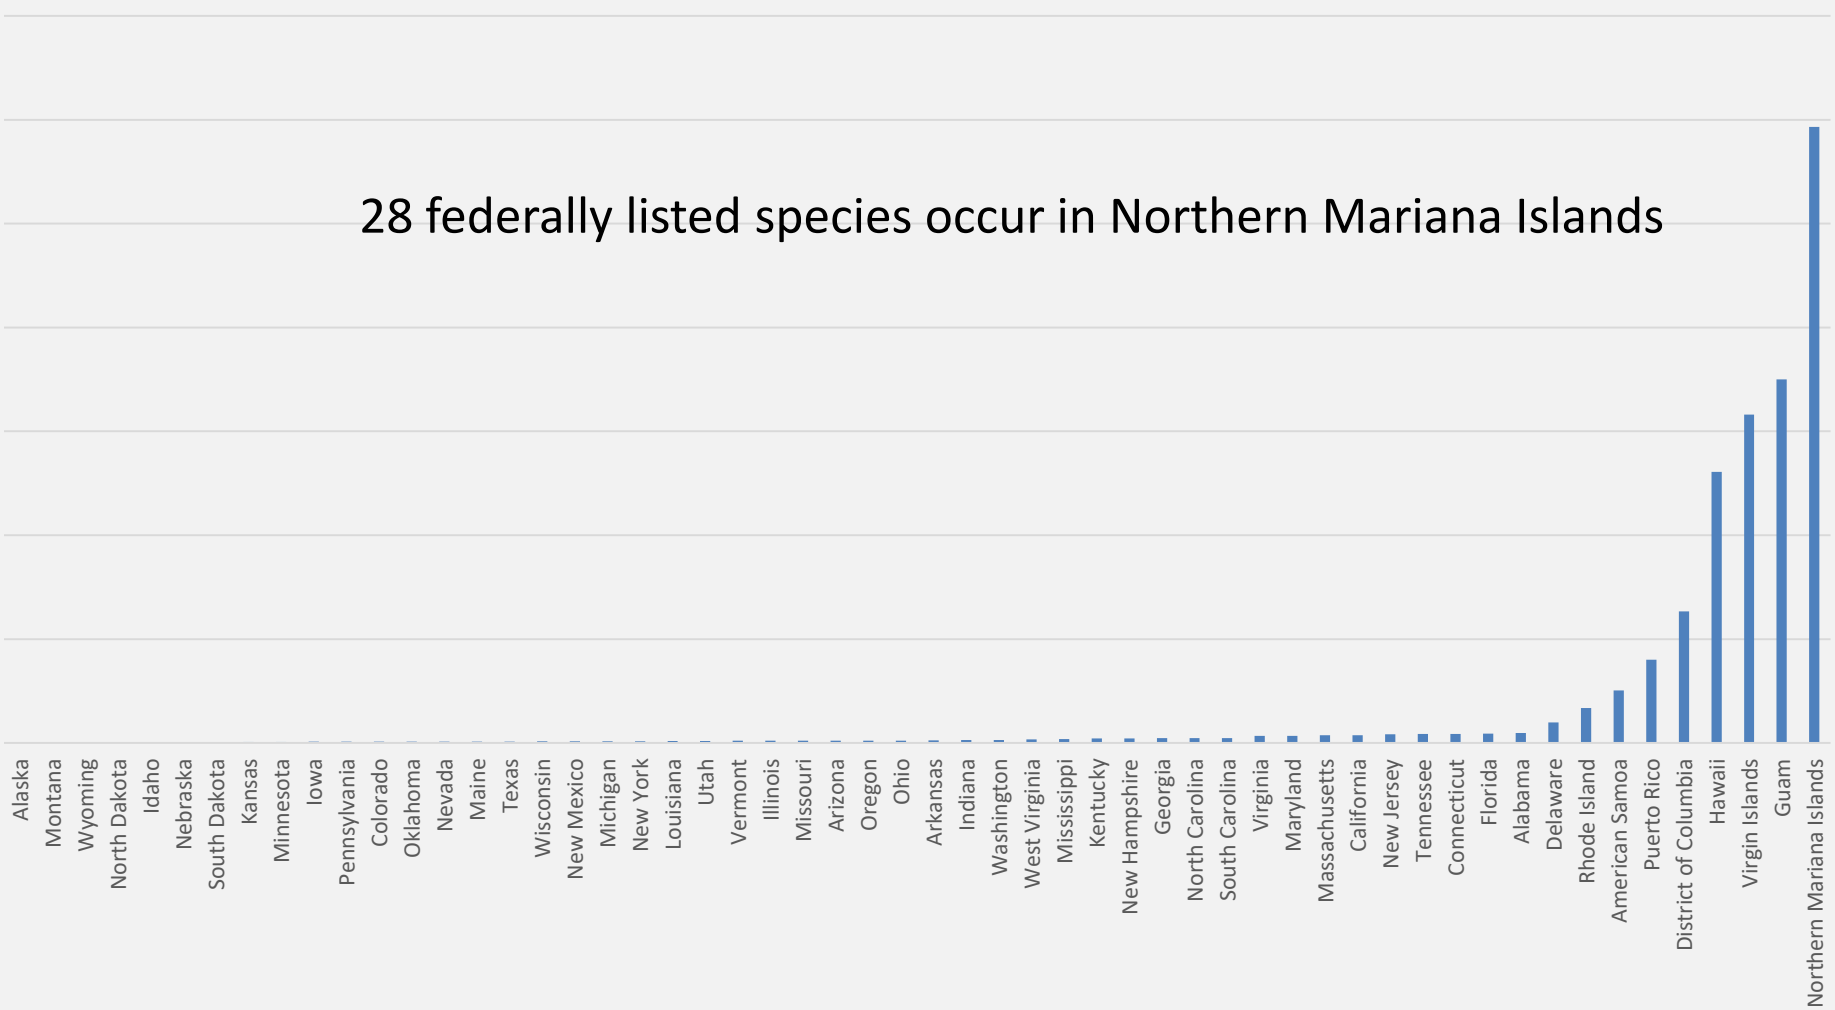 28 federally listed species occur in Northern Mariana Islands
Alaska
Montana
Wyoming
North Dakota
Idaho
Nebraska
South Dakota
Kansas
Minnesota
Iowa
Pennsylvania
Colorado
Oklahoma
Nevada
Maine
Texas
Wisconsin
New Mexico
Michigan
New York
Louisiana
Utah
Vermont
Illinois
Missouri
Arizona
Oregon
Ohio
Arkansas
Indiana
Washington
West Virginia
Mississippi
Kentucky
New Hampshire
Georgia
North Carolina
South Carolina
Virginia
Maryland
Massachusetts
California
New Jersey
Tennessee
Connecticut
Florida
Alabama
Delaware
Rhode Island
American Samoa
Puerto Rico
District of Columbia
Hawaii
Virgin Islands
Guam
Northern Mariana Islands